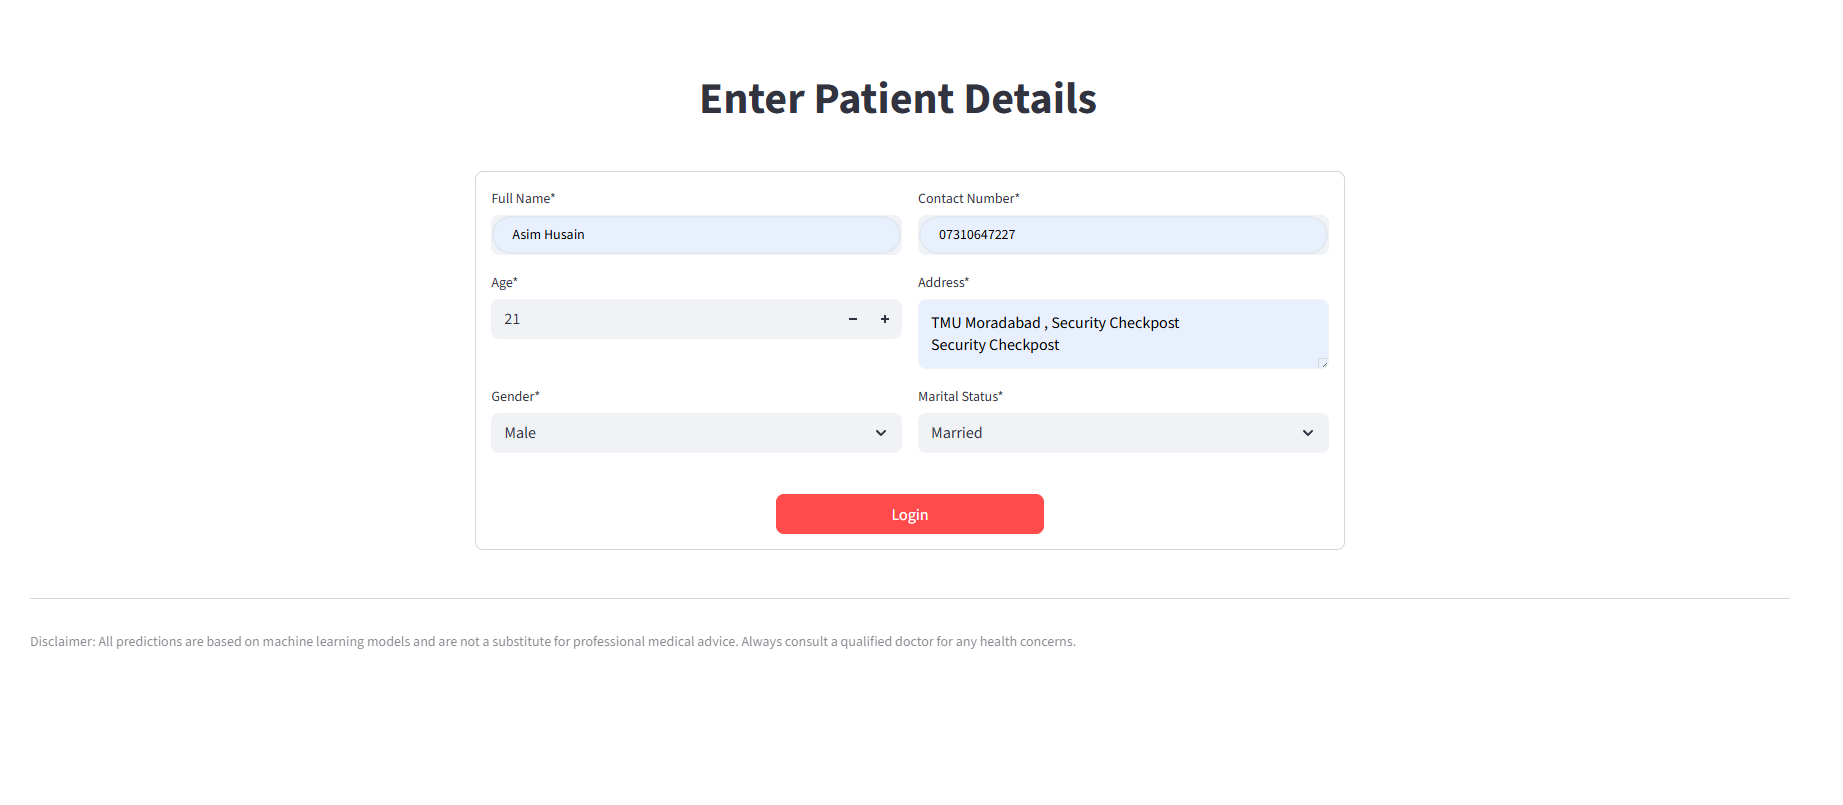 Enter Patient Details
Full Name*
Contact Number*
Asim Husain
07310647227
Age*
Address*
21
TMU Moradabad , Security Checkpost
Security Checkpost
Gender*
Marital Status*
Male
Married
Login
Disclaimer: All predictions are based on machine learning models and are not a substitute for professional medical advice. Always consult a qualified doctor for any health concerns.